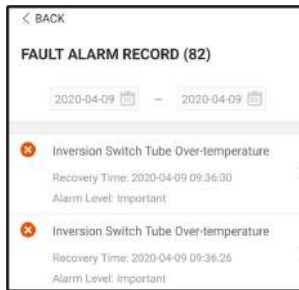 < BACK
FAULT ALARM RECORD (82)
2020-04-09 – 2020-04-09
Inversion Switch Tube Over-temperature
Recovery Time: 2020-04-09 09:36:30
Alarm Level: Important
Inversion Switch Tube Over-temperature
Recovery Time: 2020-04-09 09:36:26
Alarm Level: Important